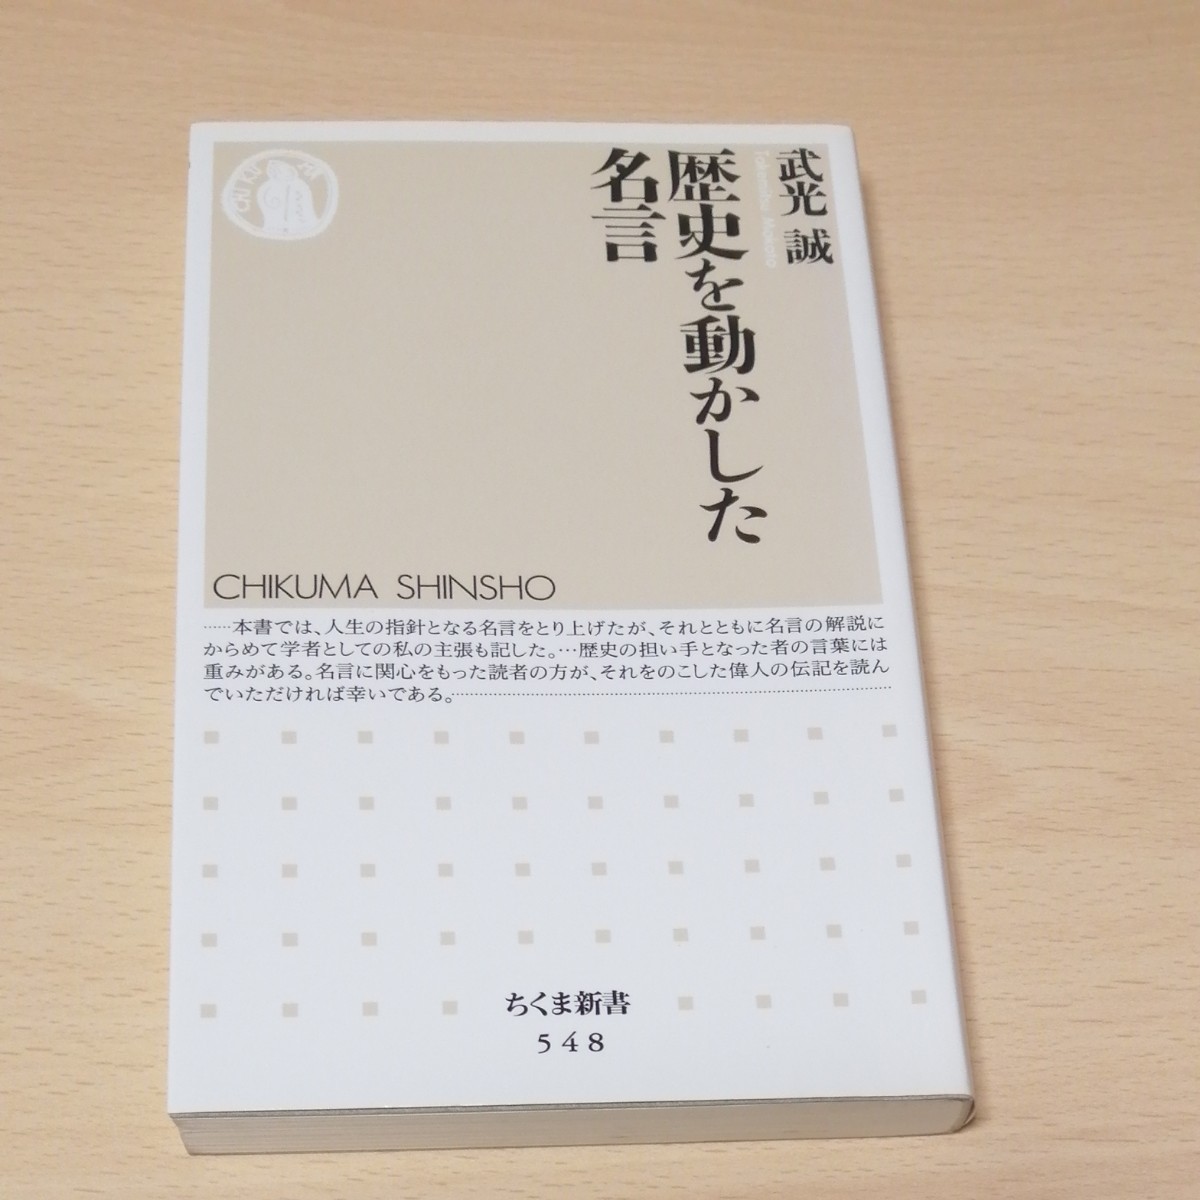 武光 誠
Takemitsu Makoto
歴史を動かした
名言
CHIKUMA SHINSHO
……本書では、人生の指針となる名言をとり上げたが、それとともに名言の解説に
からめて学者としての私の主張も記した。…歴史の担い手となった者の言葉には
重みがある。名言に関心をもった読者の方が、それをのこした偉人の伝記を読ん
でいただければ幸いである。
ちくま新書
548